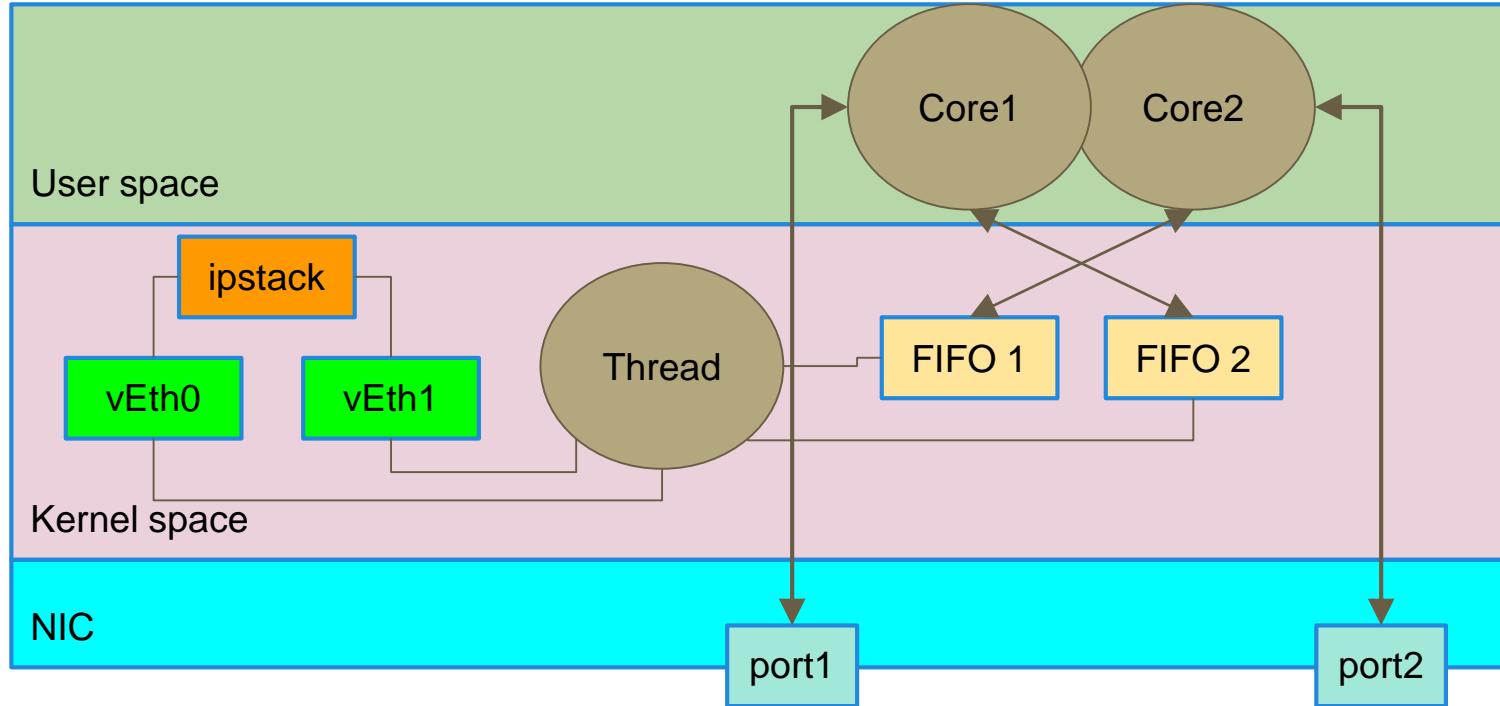 Core1
Core2
User space
ipstack
Thread
FIFO 1
FIFO 2
vEth0
vEth1
Kernel space
NIC
port1
port2